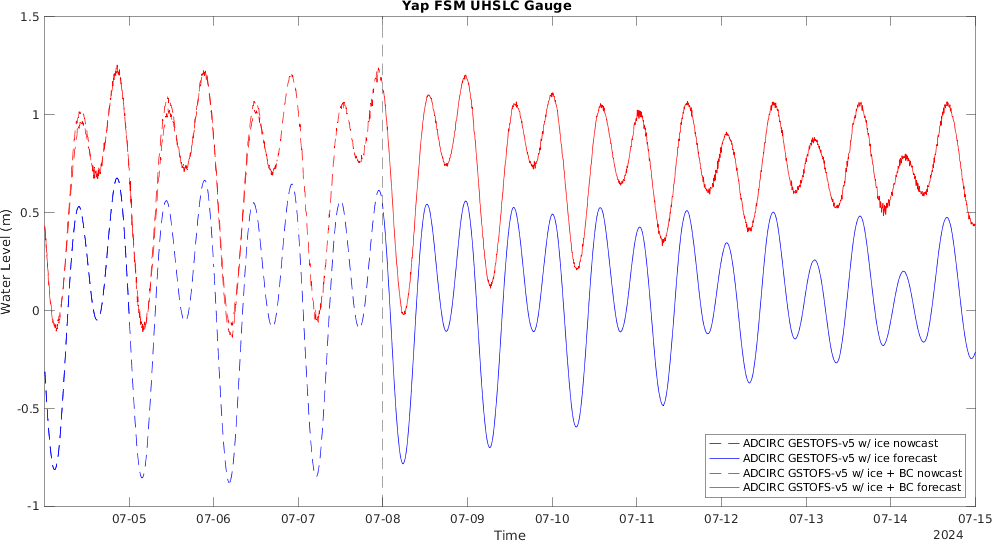 Yap FSM UHSLC Gauge
1.5
1
0.5
0
-0.5
-1
Water Level (m)
ADCIRC GESTOFS-v5 w/ ice nowcast
ADCIRC GESTOFS-v5 w/ ice forecast
ADCIRC GSTOFS-v5 w/ ice + BC nowcast
ADCIRC GSTOFS-v5 w/ ice + BC forecast
07-05 07-06 07-07 07-08 07-09 07-10 07-11 07-12 07-13 07-14 07-15
Time
2024